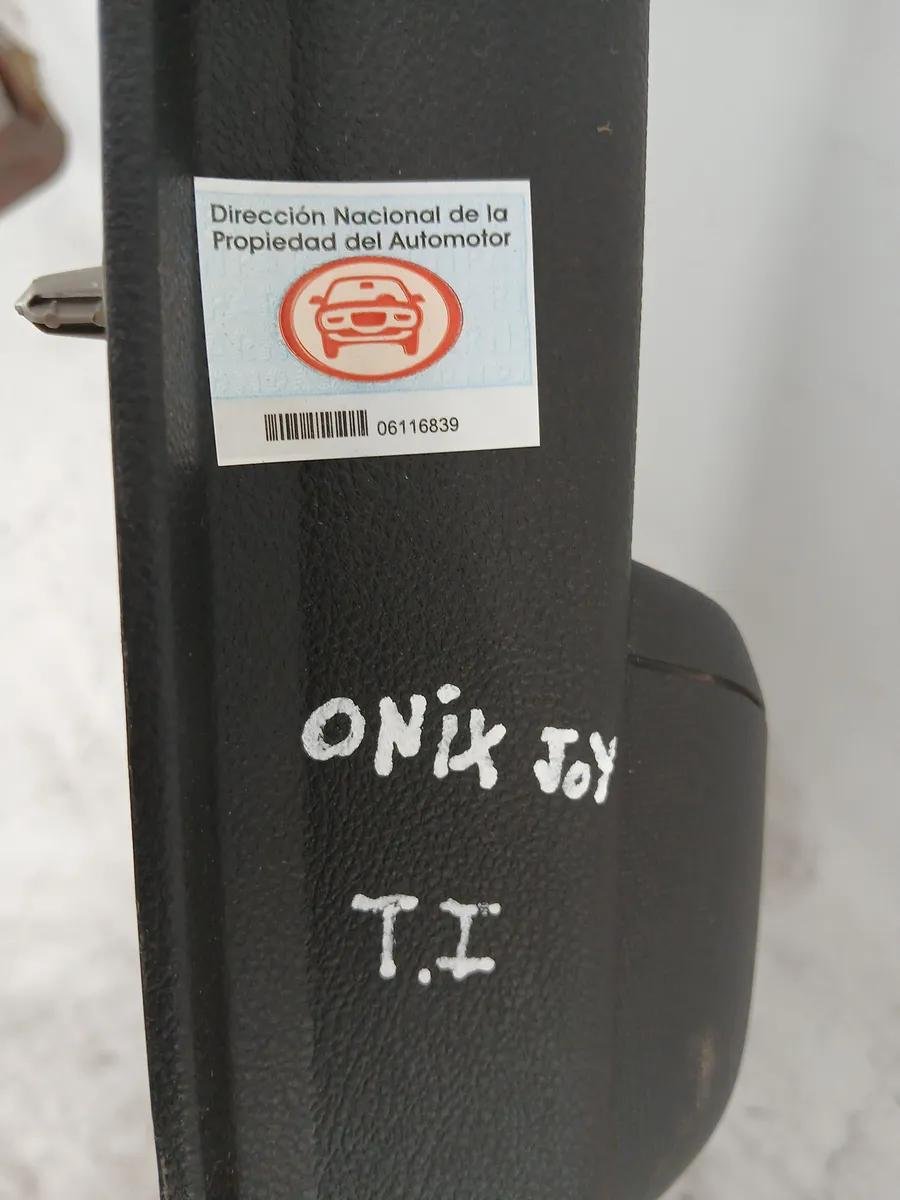 Dirección Nacional de la
Propiedad del Automotor
06116839
ONiX JOY
T.I